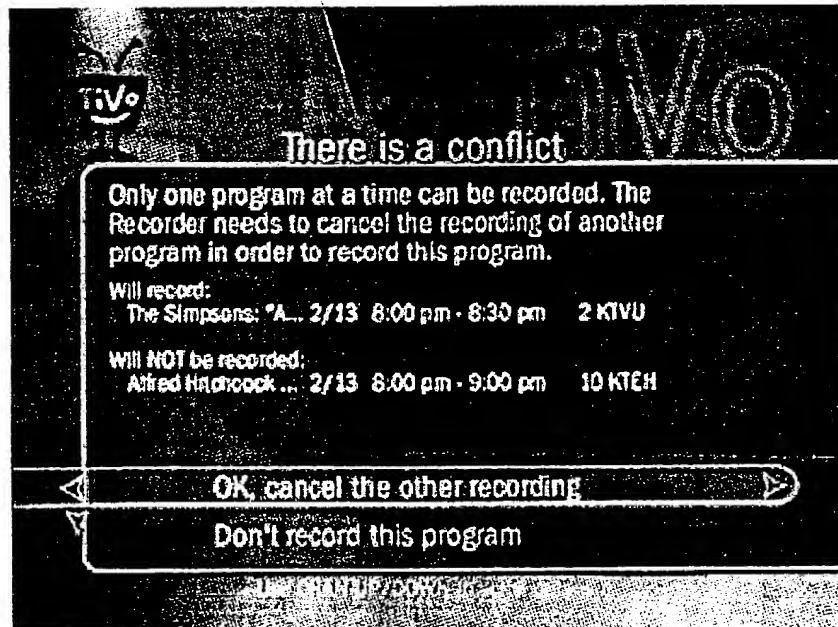 TiVo
TiVo
There is a conflict
Only one program at a time can be recorded. The
Recorder needs to cancel the recording of another
program in order to record this program.
Will record:
The Simpsons: "A... 2/13 8:00 pm - 8:30 pm 2 KTVU
Will NOT be recorded:
Alfred Hitchcock ... 2/13 8:00 pm - 9:00 pm 10 KTEH
OK, cancel the other recording
Don't record this program